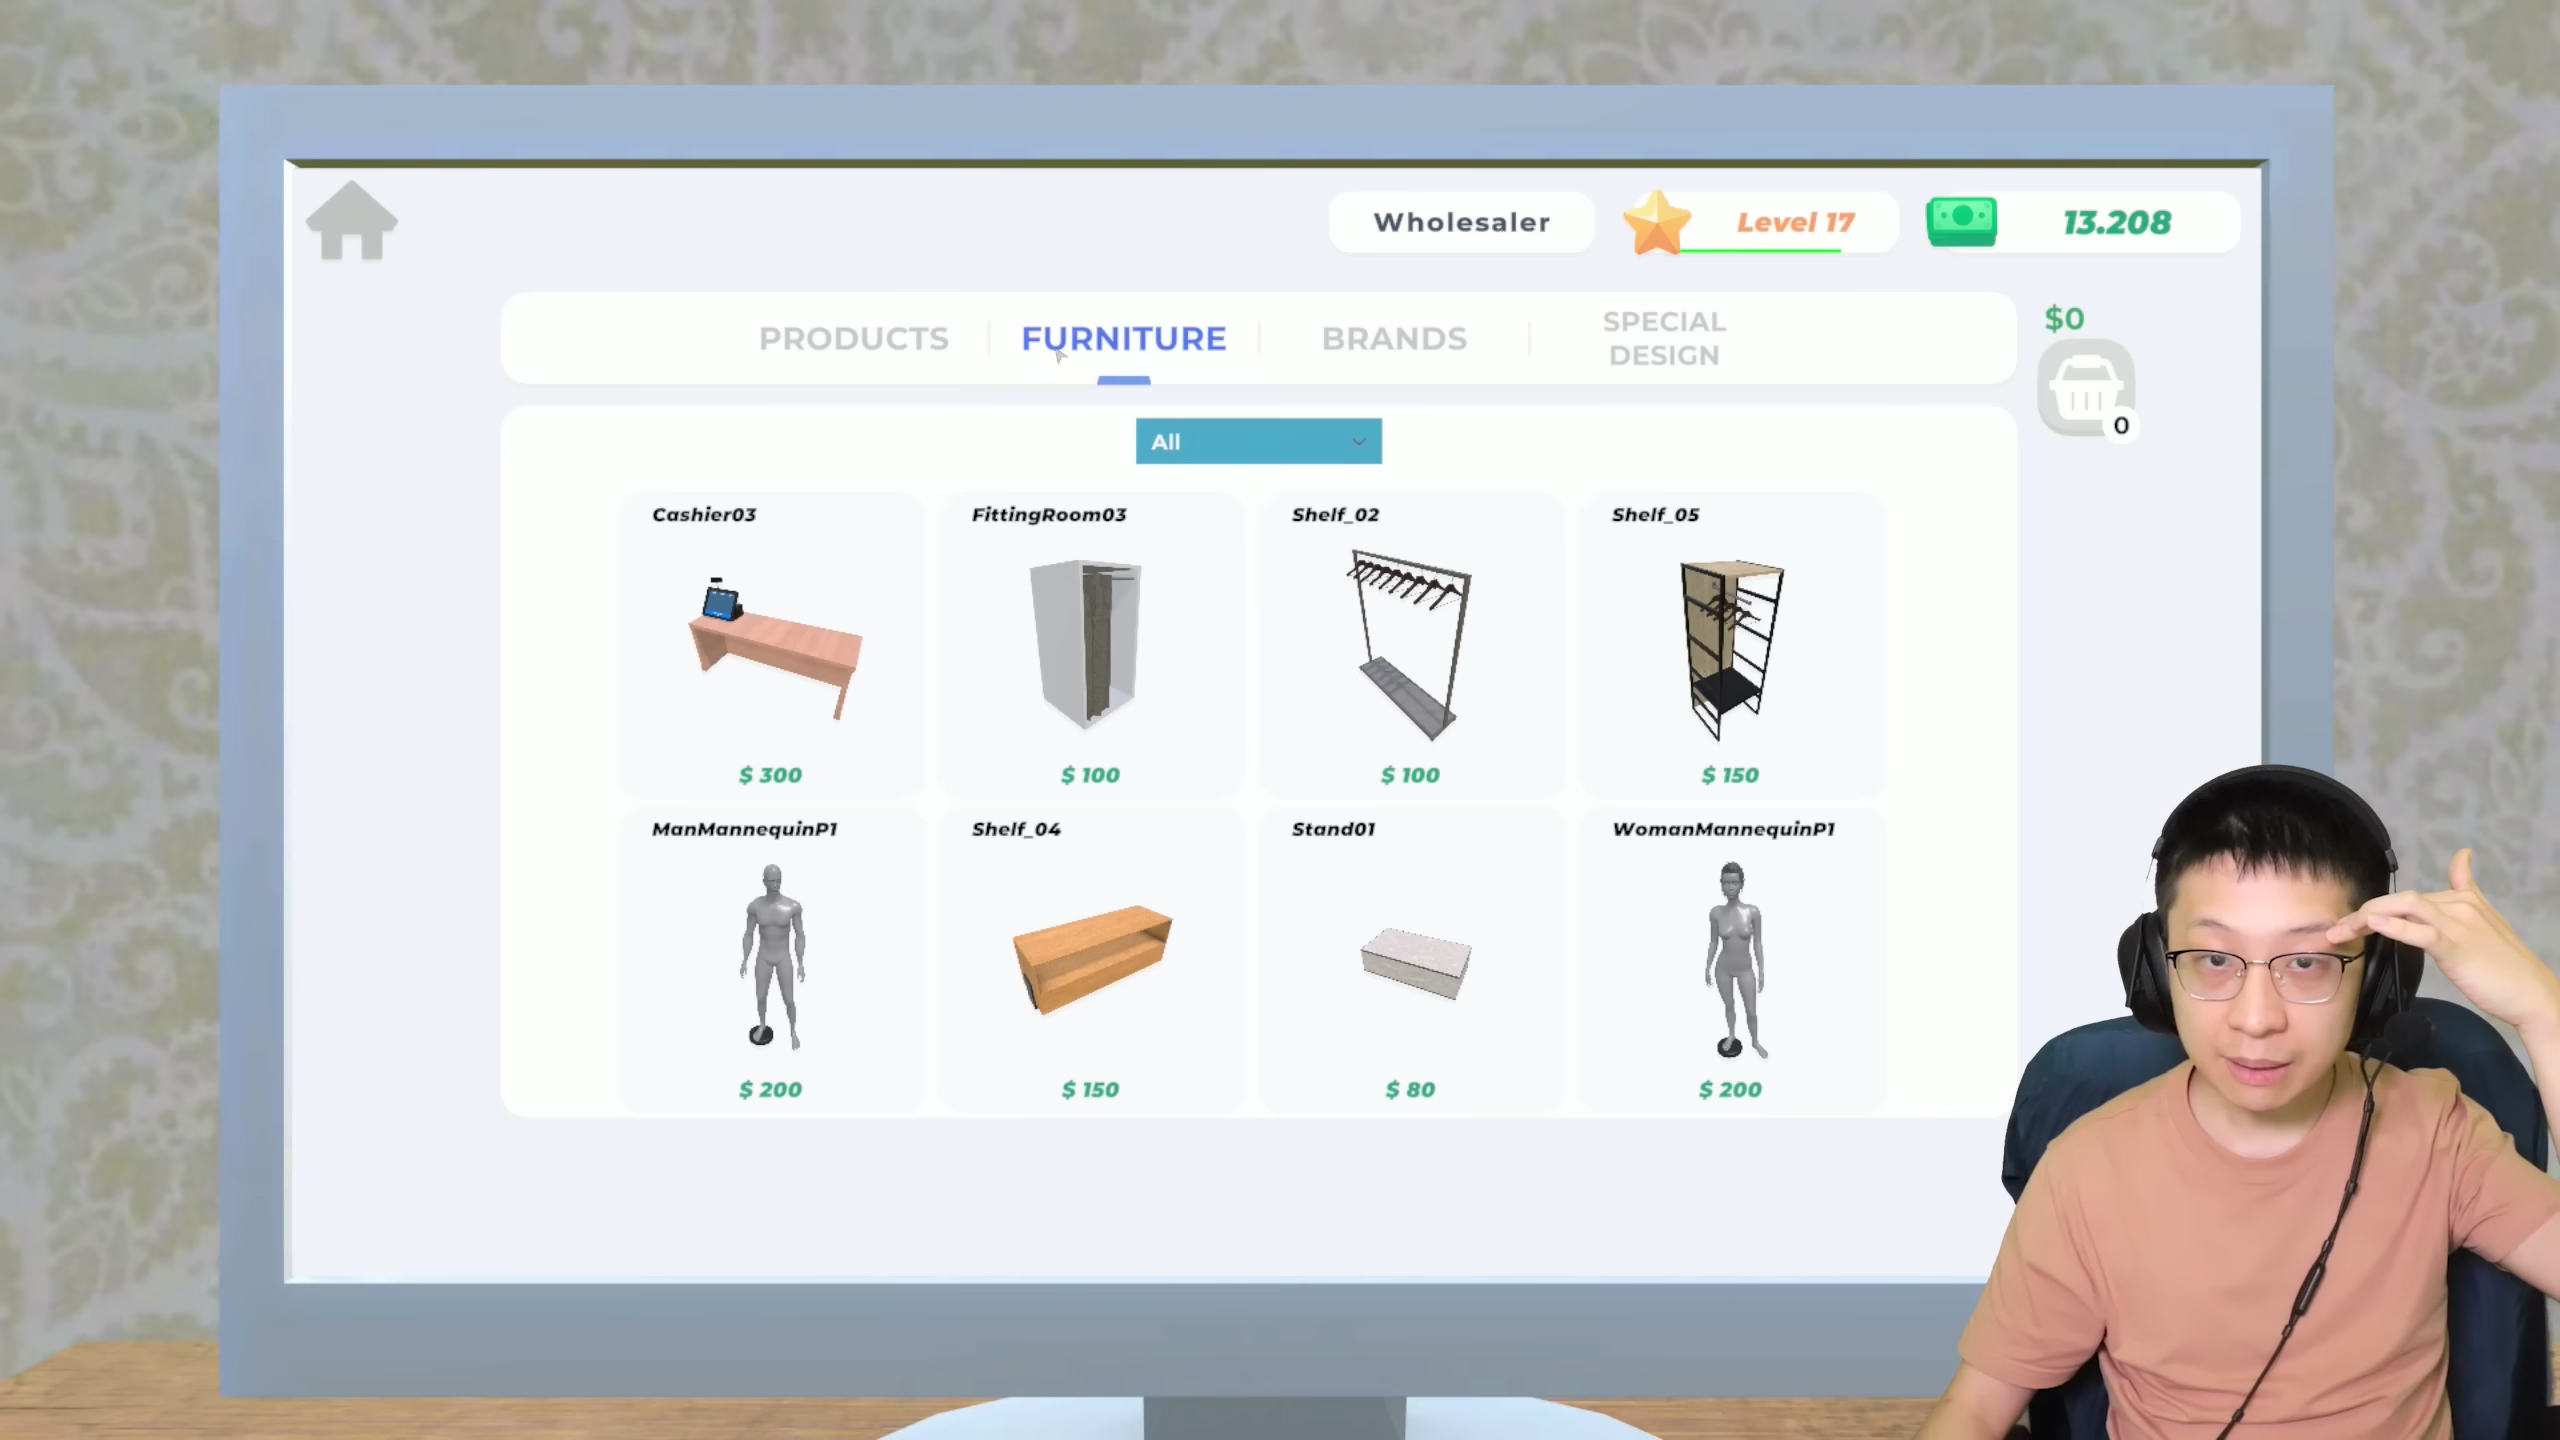 Wholesaler
Level 17
13.208
PRODUCTS
FURNITURE
BRANDS
SPECIAL
DESIGN
$0
0
All
Cashier03
FittingRoom03
Shelf_02
Shelf_05
$ 300
$ 100
$ 100
$ 150
ManMannequinP1
Shelf_04
Stand01
WomanMannequinP1
$ 200
$ 150
$ 80
$ 200